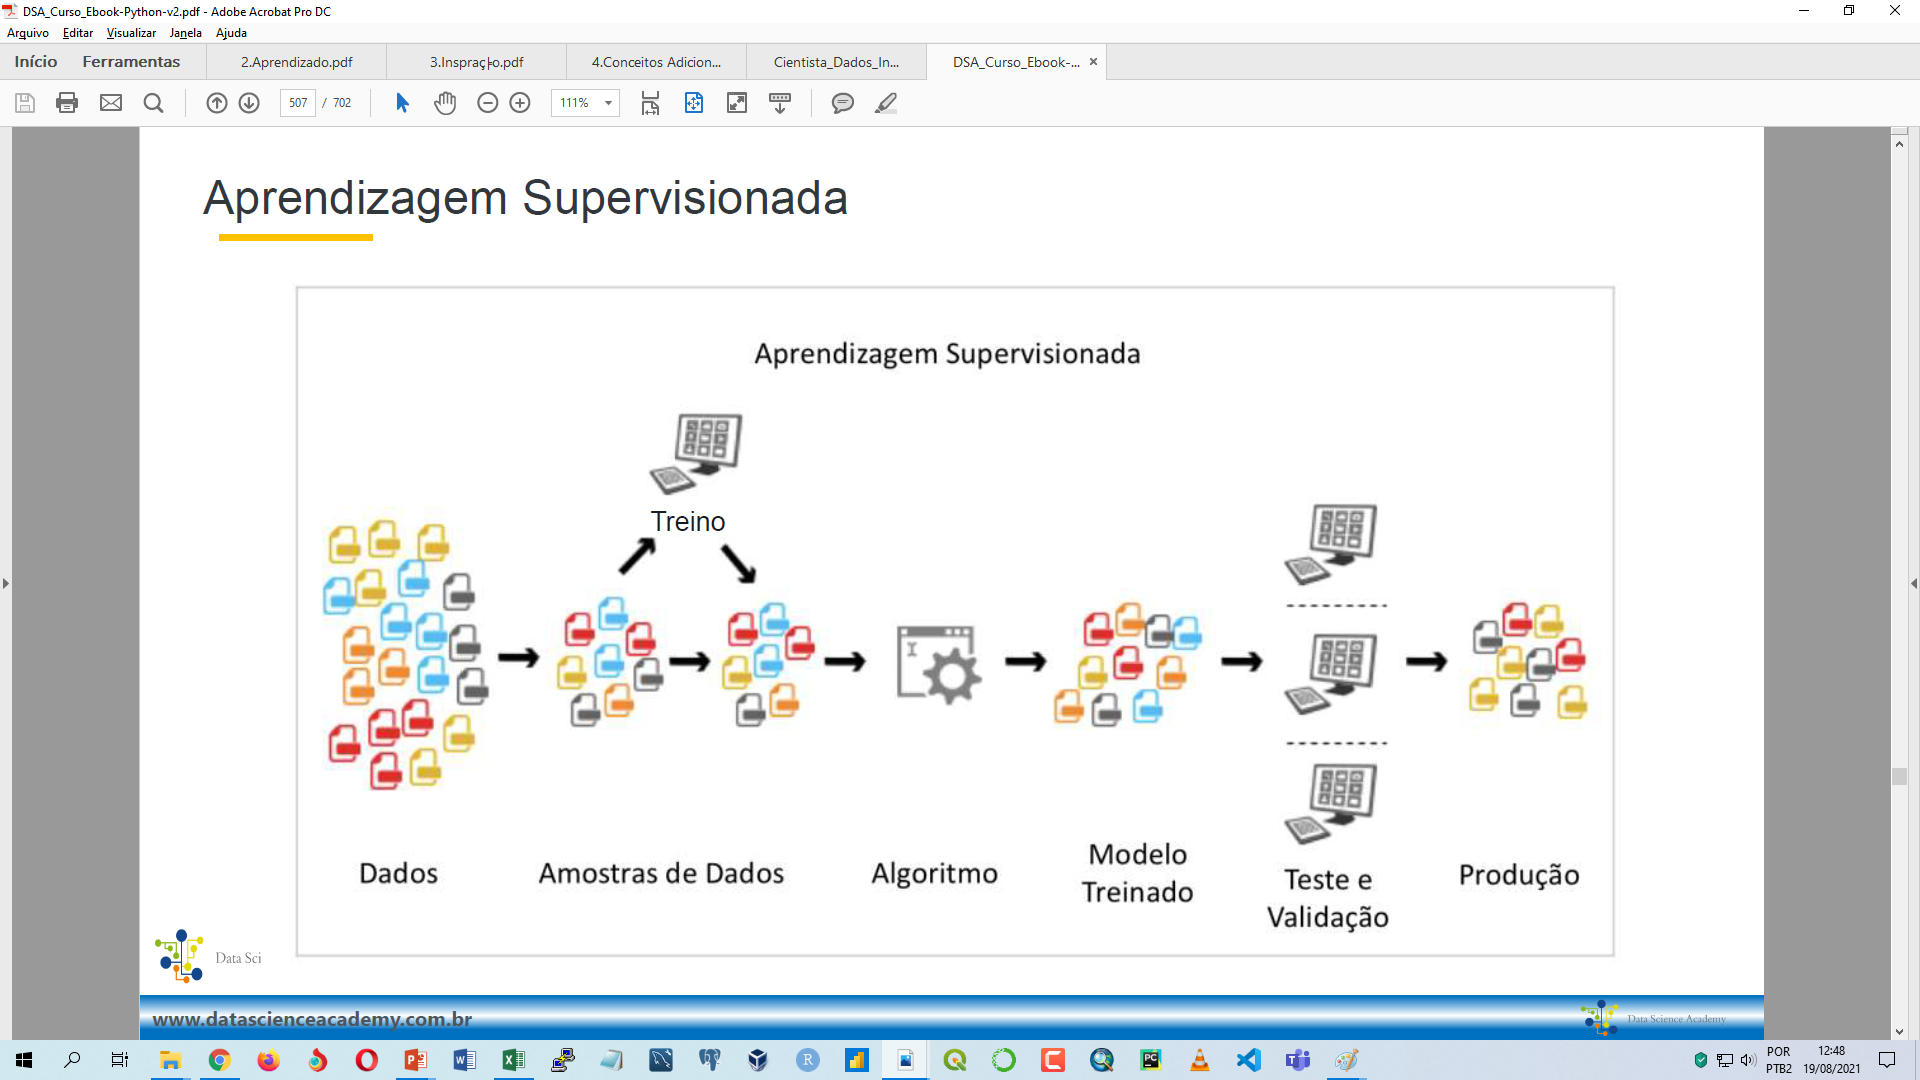 DSA_Curso_Ebook-Python-v2.pdf - Adobe Acrobat Pro DC
Arquivo Editar Visualizar Janela Ajuda
Início Ferramentas 2.Aprendizado.pdf 3.Inspração.pdf 4.Conceitos Adicion... Cientista_Dados_In... DSA_Curso_Ebook-... ×
507 / 702 111%
Aprendizagem Supervisionada
Aprendizagem Supervisionada
Treino
Dados
Amostras de Dados
Algoritmo
Modelo
Treinado
Teste e
Validação
Produção
Data Sci
www.datascienceacademy.com.br
Data Science Academy
POR
PTB2
12:48
19/08/2021